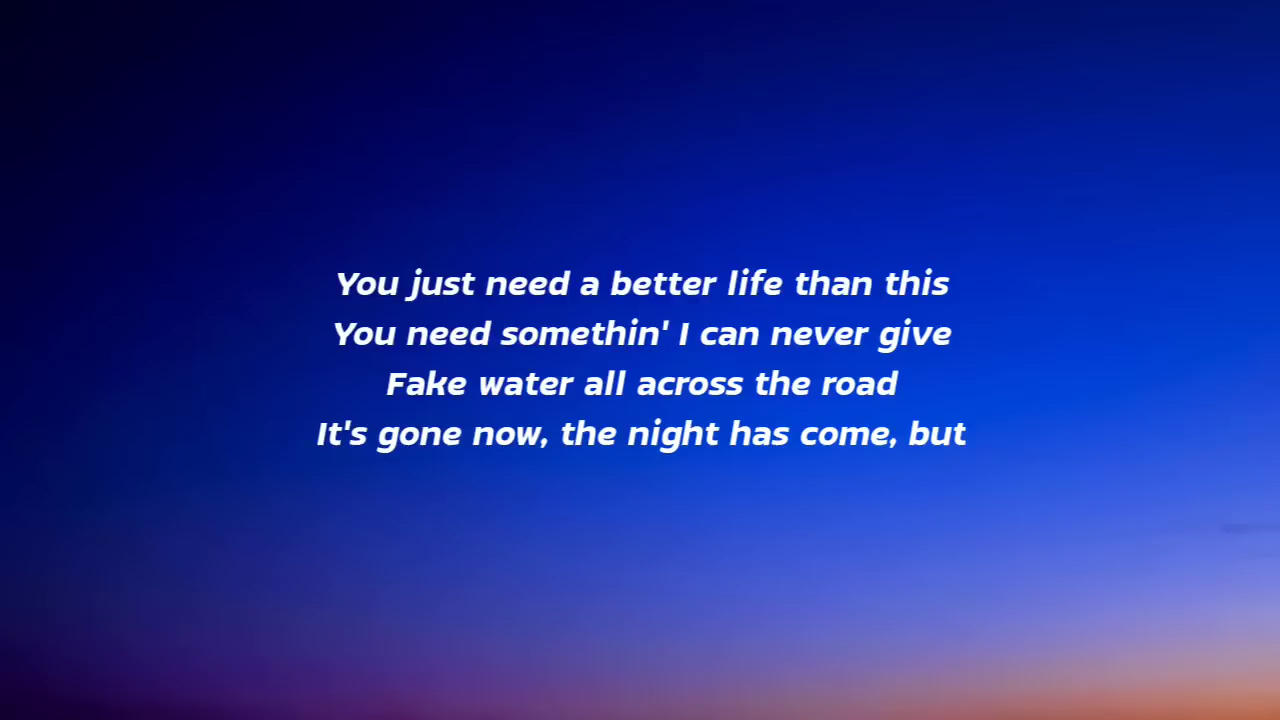 You just need a better life than this
You need somethin' I can never give
Fake water all across the road
It's gone now, the night has come, but